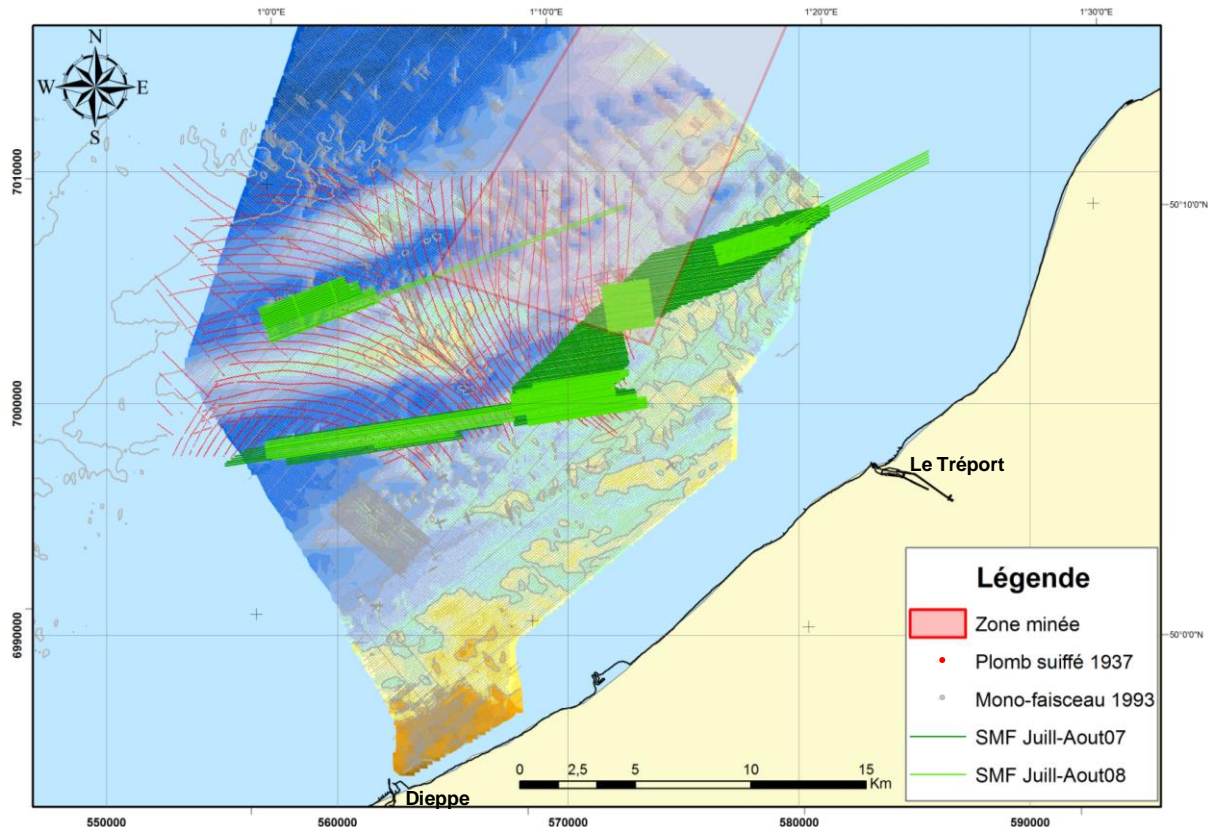 1°0'0"E
1°10'0"E
1°20'0"E
1°30'0"E
N
W
E
S
7010000
50°10'0"N
7000000
Le Tréport
Légende
Zone minée
Plomb suiffé 1937
Mono-faisceau 1993
SMF Juill-Aout07
SMF Juill-Aout08
6990000
50°0'0"N
0 2,5 5 10 15
Km
Dieppe
550000
560000
570000
580000
590000